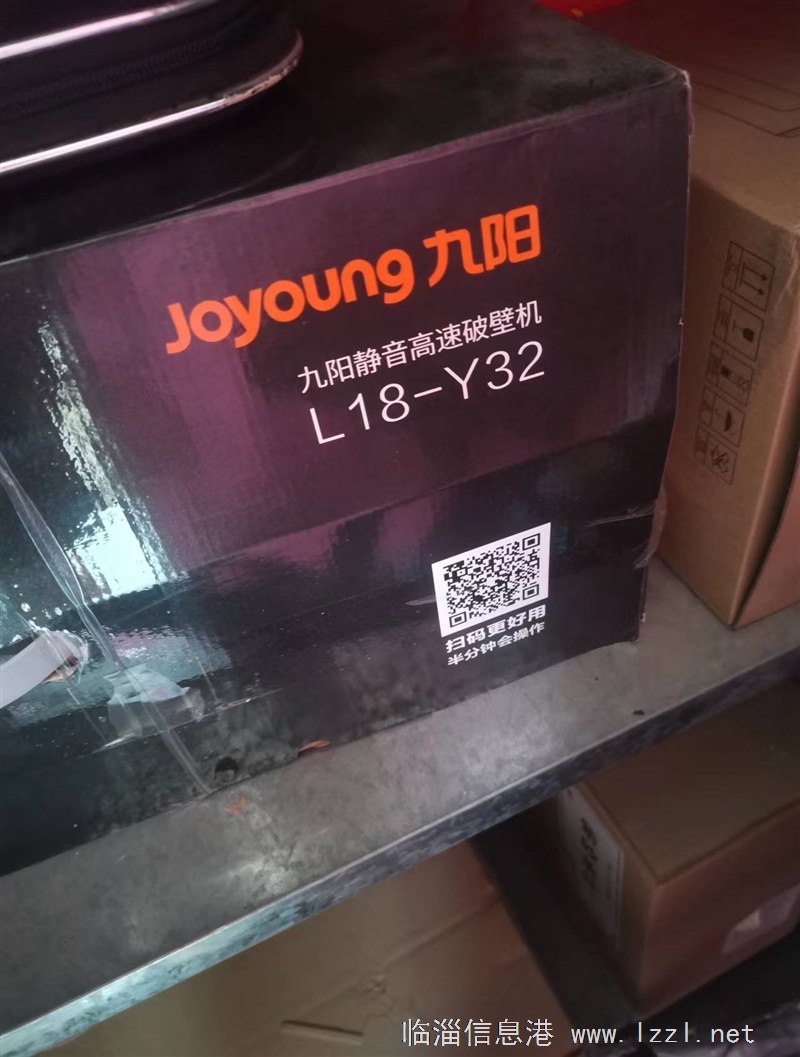 Joyoung 九阳
九阳静音高速破壁机
L18-Y32
扫码更好用
半分钟会操作
临淄信息港 www.lzzl.net